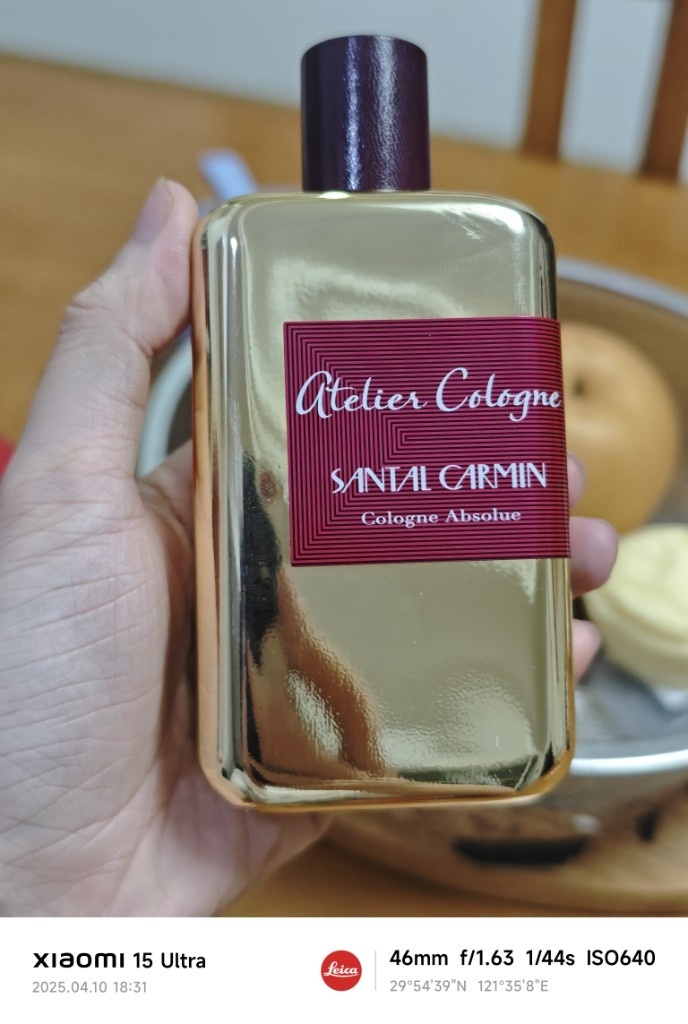 Atelier Cologne
SANTAL CARMIN
Cologne Absolue
xiaomi 15 Ultra
2025.04.10 18:31
Leica
46mm f/1.63 1/44s ISO640
29°54'39"N 121°35'8"E